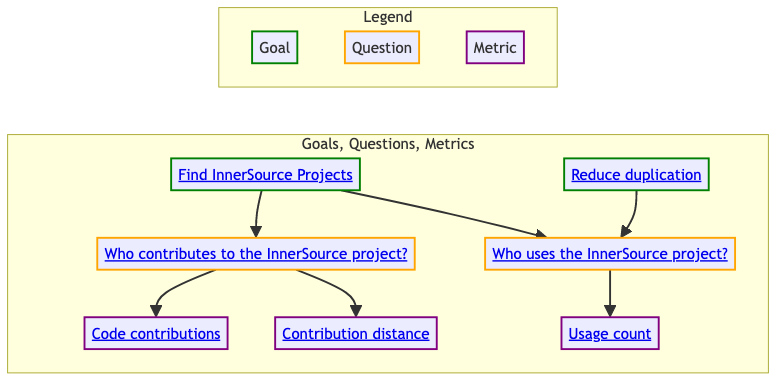 Legend
Goal
Question
Metric
Goals, Questions, Metrics
Find InnerSource Projects
Reduce duplication
Who contributes to the InnerSource project?
Who uses the InnerSource project?
Code contributions
Contribution distance
Usage count